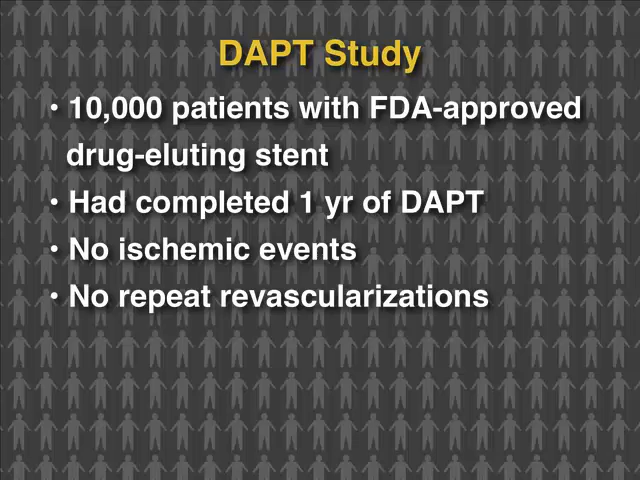 DAPT Study
• 10,000 patients with FDA-approved
drug-eluting stent
• Had completed 1 yr of DAPT
• No ischemic events
• No repeat revascularizations